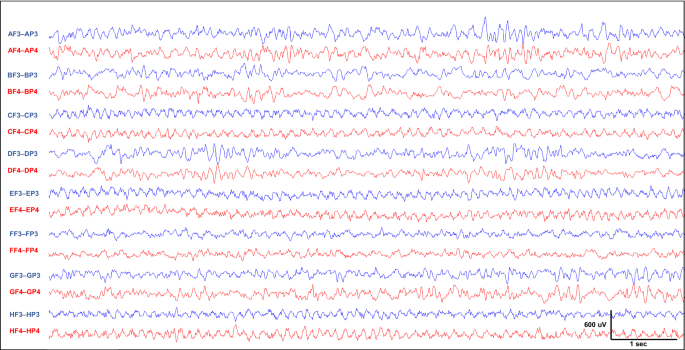 AF3–AP3
AF4–AP4
BF3–BP3
BF4–BP4
CF3–CP3
CF4–CP4
DF3–DP3
DF4–DP4
EF3–EP3
EF4–EP4
FF3–FP3
FF4–FP4
GF3–GP3
GF4–GP4
HF3–HP3
600 uV
HF4–HP4
1 sec